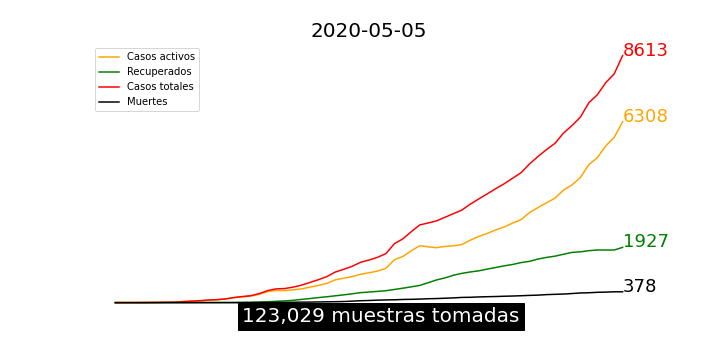 2020-05-05
Casos activos
Recuperados
Casos totales
Muertes
8613
6308
1927
378
123,029 muestras tomadas